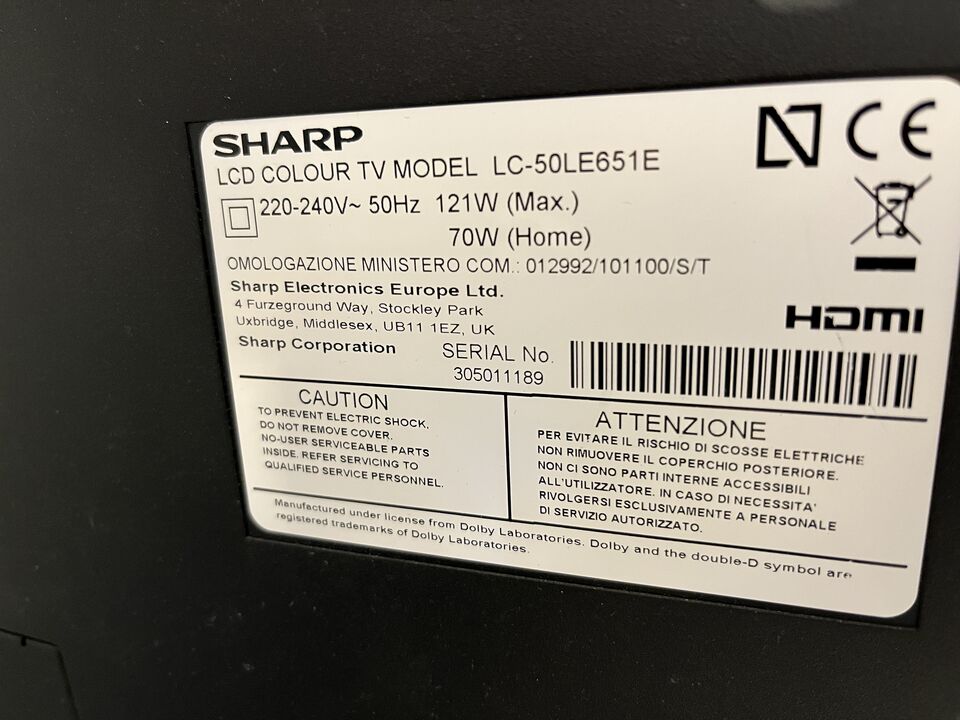 SHARP
LCD COLOUR TV MODEL LC-50LE651E
220-240V~ 50Hz 121W (Max.)
70W (Home)
OMOLOGAZIONE MINISTERO COM.: 012992/101100/S/T
Sharp Electronics Europe Ltd.
4 Furzeground Way, Stockley Park
Uxbridge, Middlesex, UB11 1EZ, UK
Sharp Corporation
SERIAL No.
305011189
CE
HDMI
CAUTION
TO PREVENT ELECTRIC SHOCK,
DO NOT REMOVE COVER.
NO-USER SERVICEABLE PARTS
INSIDE. REFER SERVICING TO
QUALIFIED SERVICE PERSONNEL.
ATTENZIONE
PER EVITARE IL RISCHIO DI SCOSSE ELETTRICHE
NON RIMUOVERE IL COPERCHIO POSTERIORE.
NON CI SONO PARTI INTERNE ACCESSIBILI
ALL'UTILIZZATORE. IN CASO DI NECESSITA'
RIVOLGERSI ESCLUSIVAMENTE A PERSONALE
DI SERVIZIO AUTORIZZATO.
Manufactured under license from Dolby Laboratories. Dolby and the double-D symbol are
registered trademarks of Dolby Laboratories.